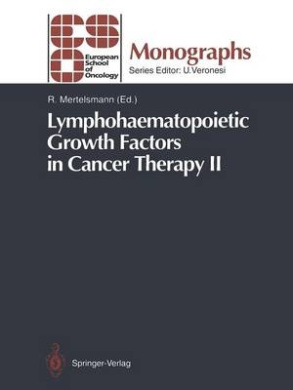 ESO
European
School of
Oncology
Monographs
Series Editor: U.Veronesi
R. Mertelsmann (Ed.)
Lymphohaematopoietic
Growth Factors
in Cancer Therapy II
Springer-Verlag